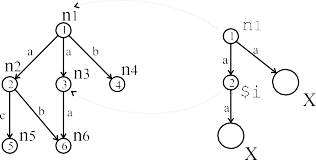 n1 n1
1 1
a a b a a
n2 n3 n4
2 3 4 2 $i X
c b a a
5 6
n5 n6 X